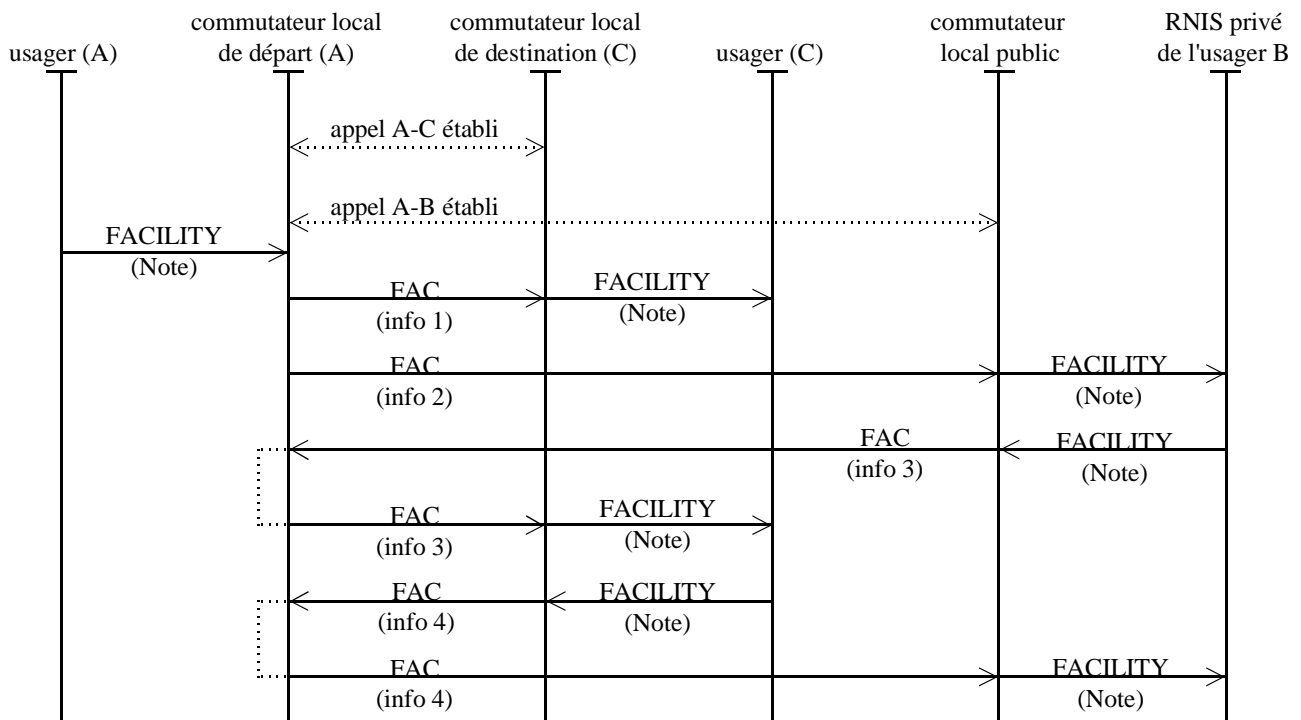 usager (A)
commutateur local
de départ (A)
commutateur local
de destination (C)
usager (C)
commutateur
local public
RNIS privé
de l'usager B
appel A-C établi
appel A-B établi
FACILITY
(Note)
FAC
(info 1)
FACILITY
(Note)
FAC
(info 2)
FACILITY
(Note)
FAC
(info 3)
FACILITY
(Note)
FAC
(info 3)
FACILITY
(Note)
FAC
(info 4)
FACILITY
(Note)
FAC
(info 4)
FACILITY
(Note)